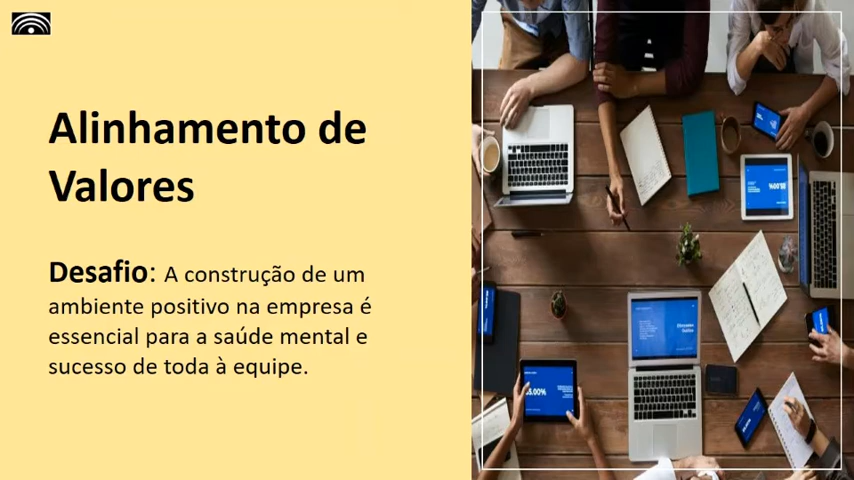 Alinhamento de
Valores
Desafio: A construção de um
ambiente positivo na empresa é
essencial para a saúde mental e
sucesso de toda à equipe.